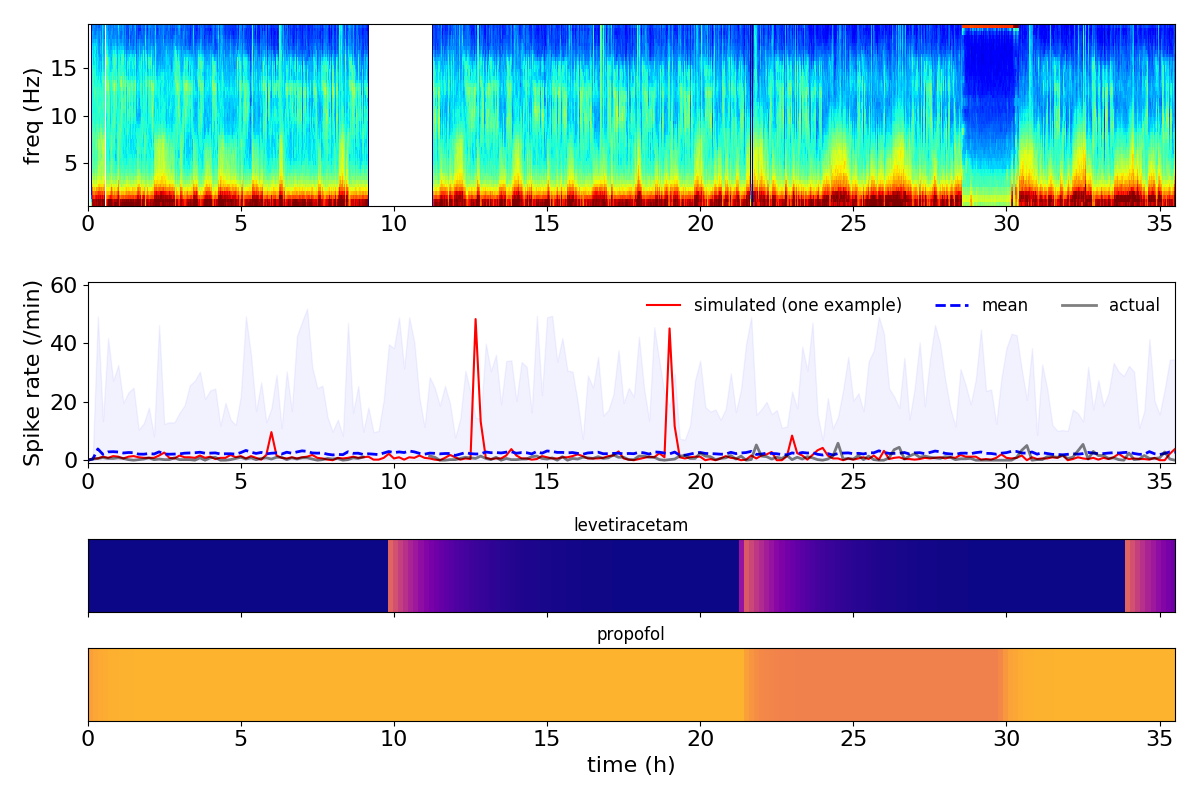 freq (Hz)
15
10
5
0 5 10 15 20 25 30 35
Spike rate (/min)
60
40
20
0
simulated (one example) mean actual
0 5 10 15 20 25 30 35
levetiracetam
propofol
0 5 10 15 20 25 30 35
time (h)